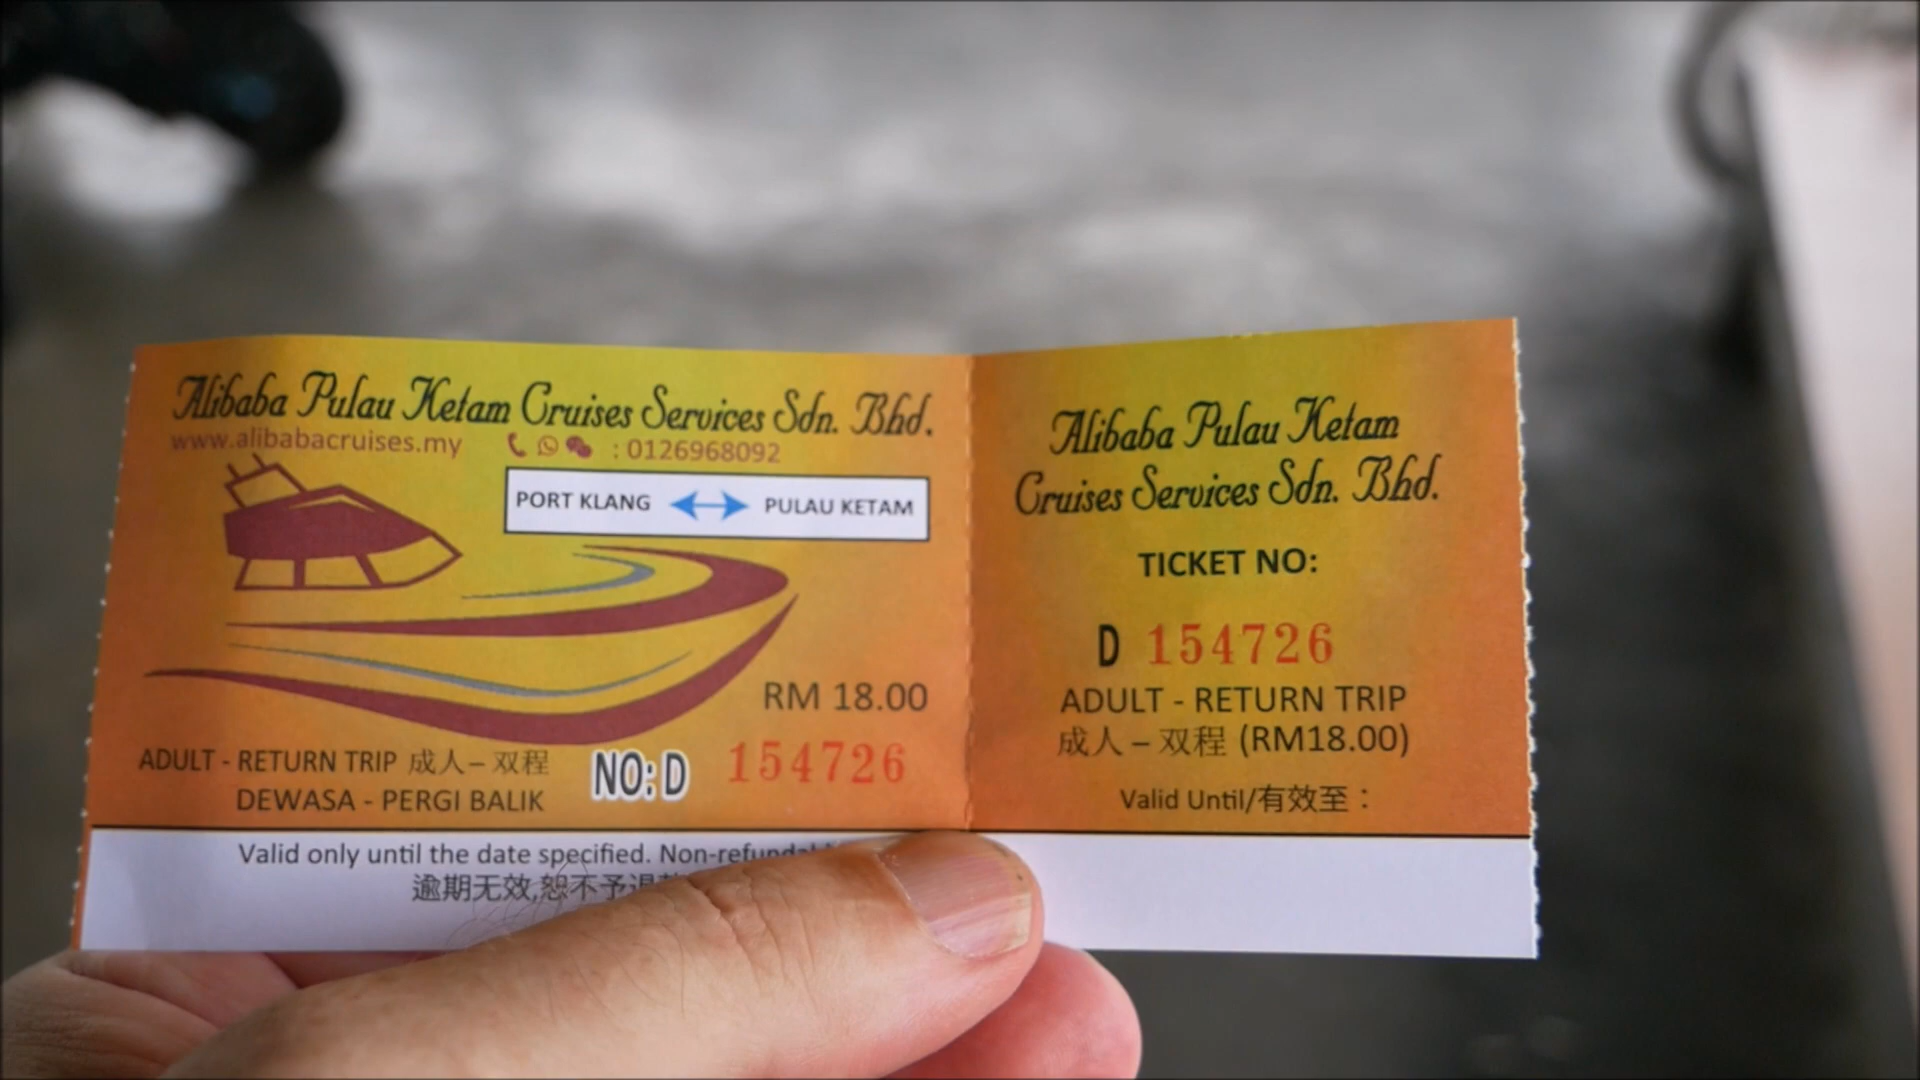 Alibaba Pulau Ketam Cruises Services Sdn. Bhd.
www.alibabacruises.my : 0126968092
PORT KLANG PULAU KETAM
RM 18.00
ADULT - RETURN TRIP 成人 – 双程
DEWASA - PERGI BALIK
NO: D 154726
Valid only until the date specified.
逾期无效,恕不予退
Alibaba Pulau Ketam
Cruises Services Sdn. Bhd.
TICKET NO:
D 154726
ADULT - RETURN TRIP
成人 – 双程 (RM18.00)
Valid Until/有效至：